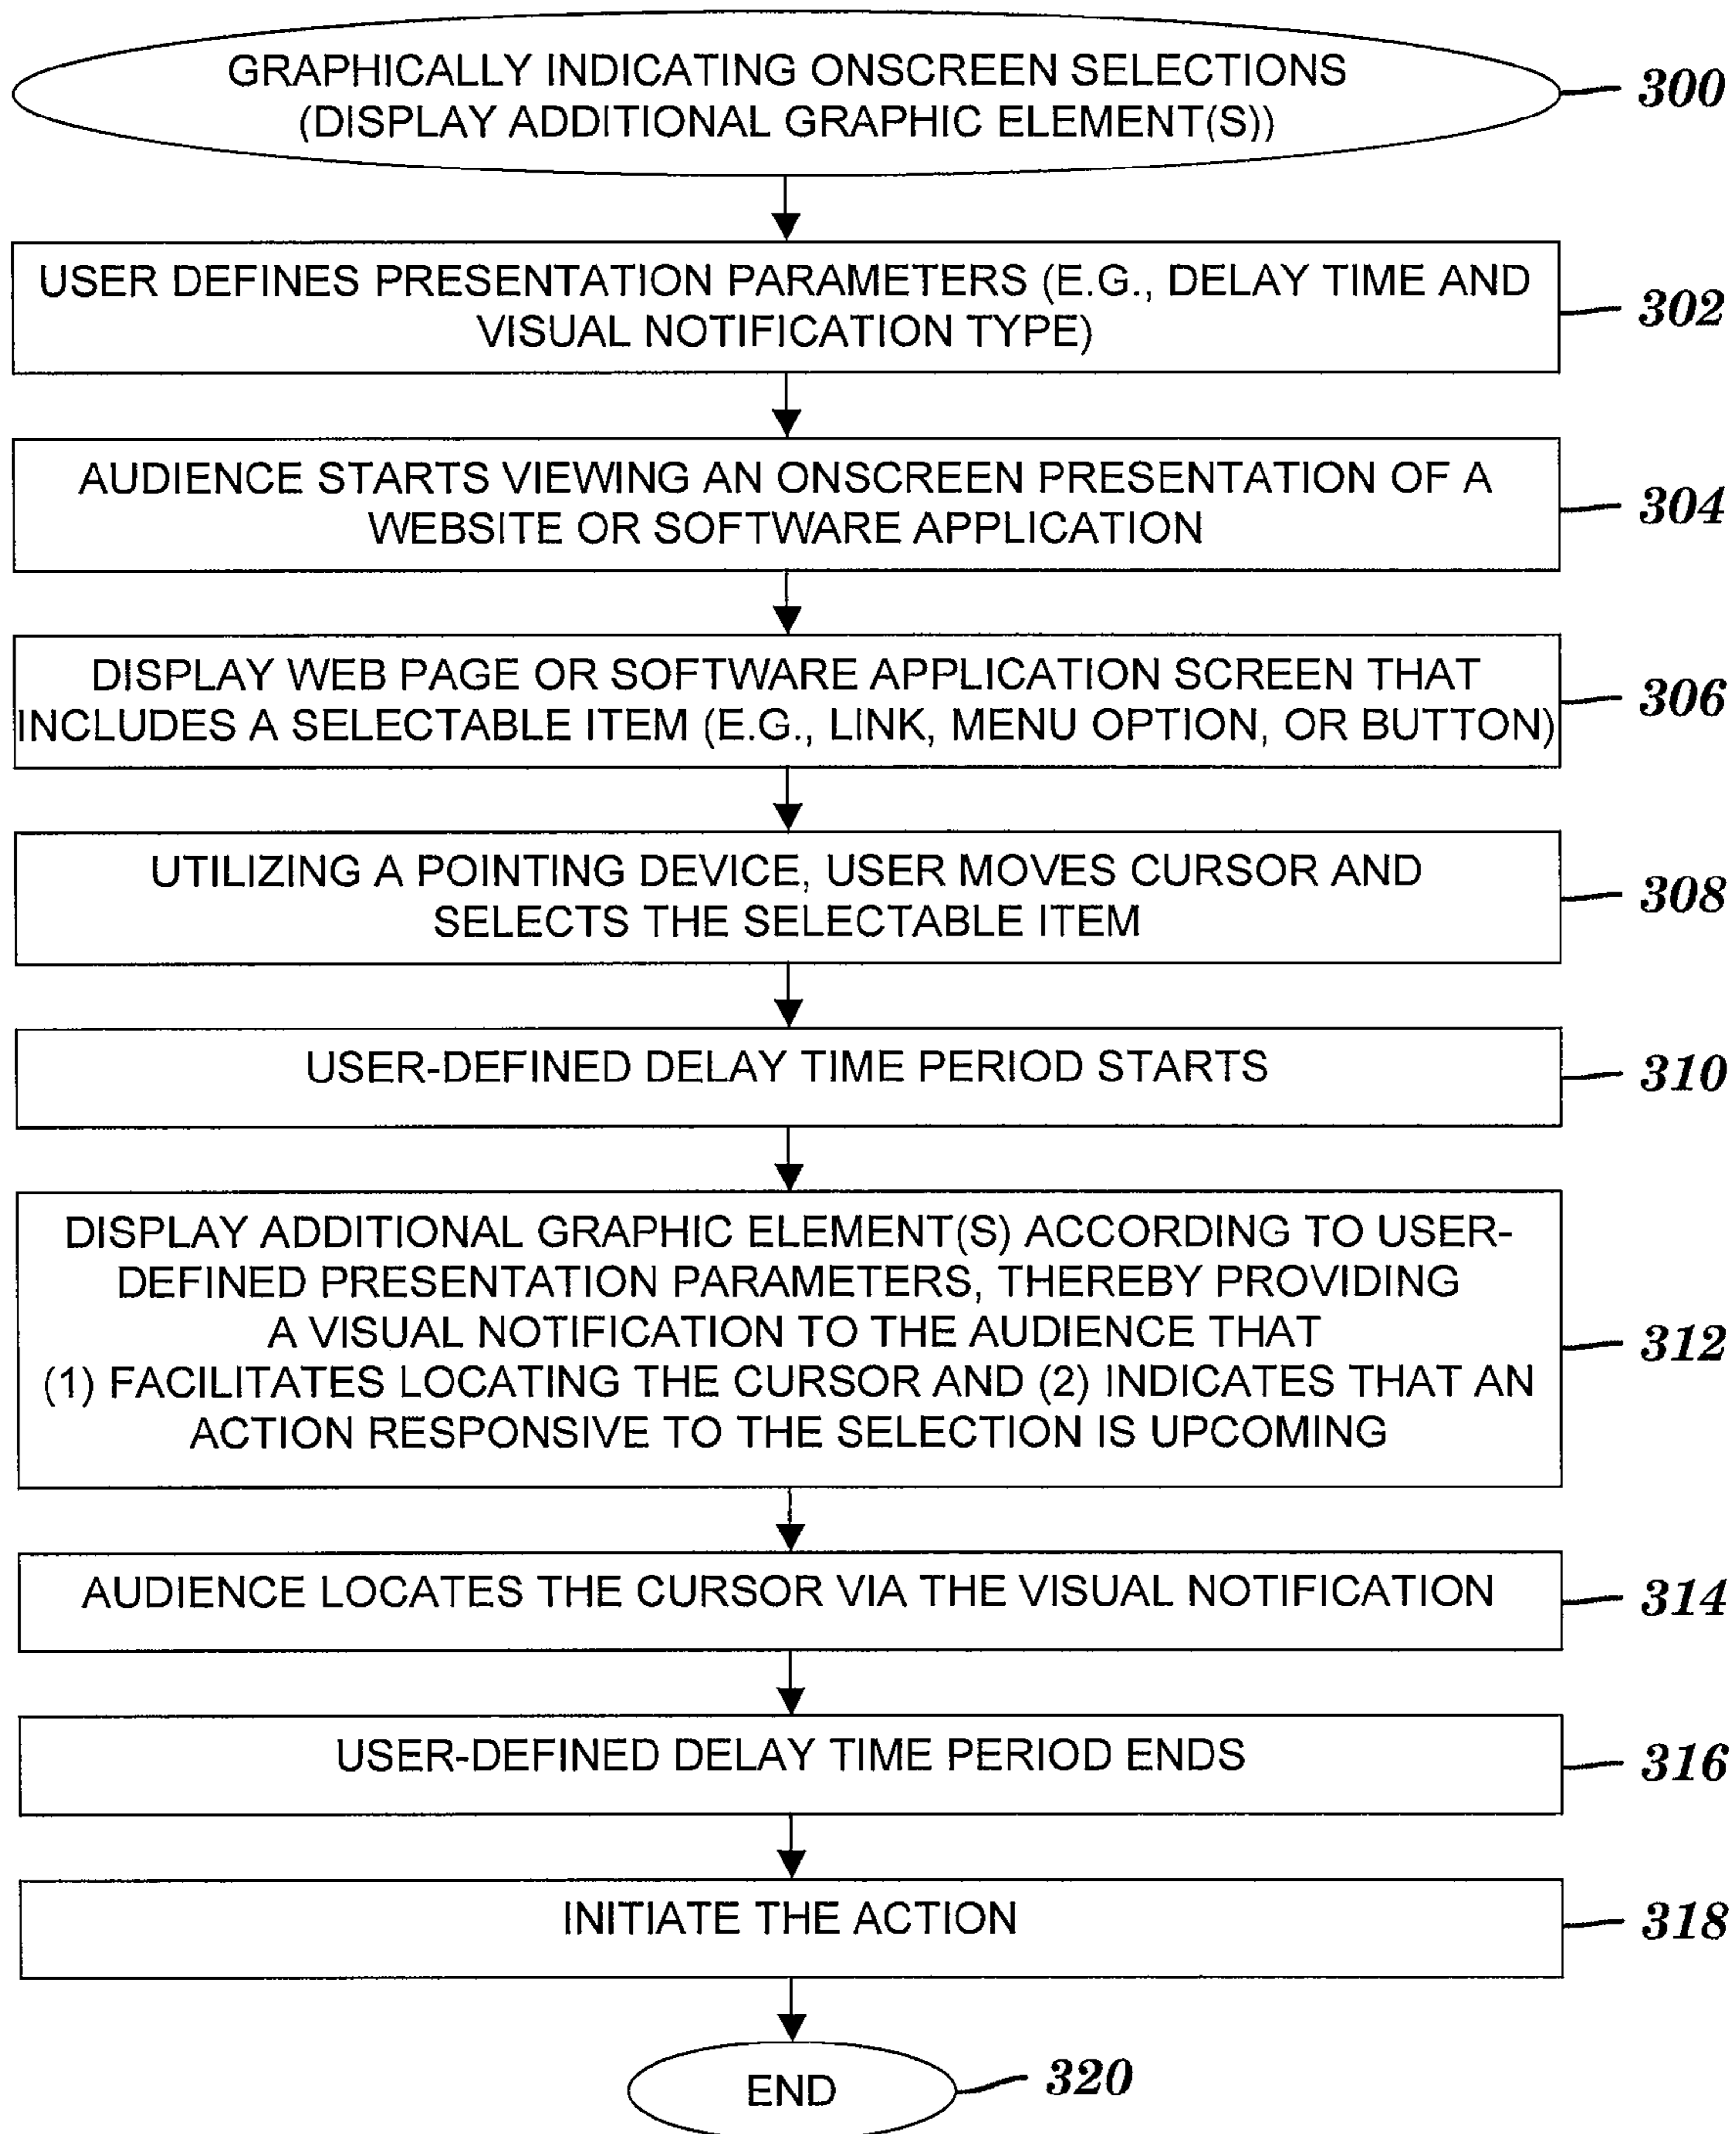 GRAPHICALLY INDICATING ONSCREEN SELECTIONS
(DISPLAY ADDITIONAL GRAPHIC ELEMENT(S))
300
USER DEFINES PRESENTATION PARAMETERS (E.G., DELAY TIME AND
VISUAL NOTIFICATION TYPE)
302
AUDIENCE STARTS VIEWING AN ONSCREEN PRESENTATION OF A
WEBSITE OR SOFTWARE APPLICATION
304
DISPLAY WEB PAGE OR SOFTWARE APPLICATION SCREEN THAT
INCLUDES A SELECTABLE ITEM (E.G., LINK, MENU OPTION, OR BUTTON)
306
UTILIZING A POINTING DEVICE, USER MOVES CURSOR AND
SELECTS THE SELECTABLE ITEM
308
USER-DEFINED DELAY TIME PERIOD STARTS
310
DISPLAY ADDITIONAL GRAPHIC ELEMENT(S) ACCORDING TO USER-
DEFINED PRESENTATION PARAMETERS, THEREBY PROVIDING
A VISUAL NOTIFICATION TO THE AUDIENCE THAT
(1) FACILITATES LOCATING THE CURSOR AND (2) INDICATES THAT AN
ACTION RESPONSIVE TO THE SELECTION IS UPCOMING
312
AUDIENCE LOCATES THE CURSOR VIA THE VISUAL NOTIFICATION
314
USER-DEFINED DELAY TIME PERIOD ENDS
316
INITIATE THE ACTION
318
END
320